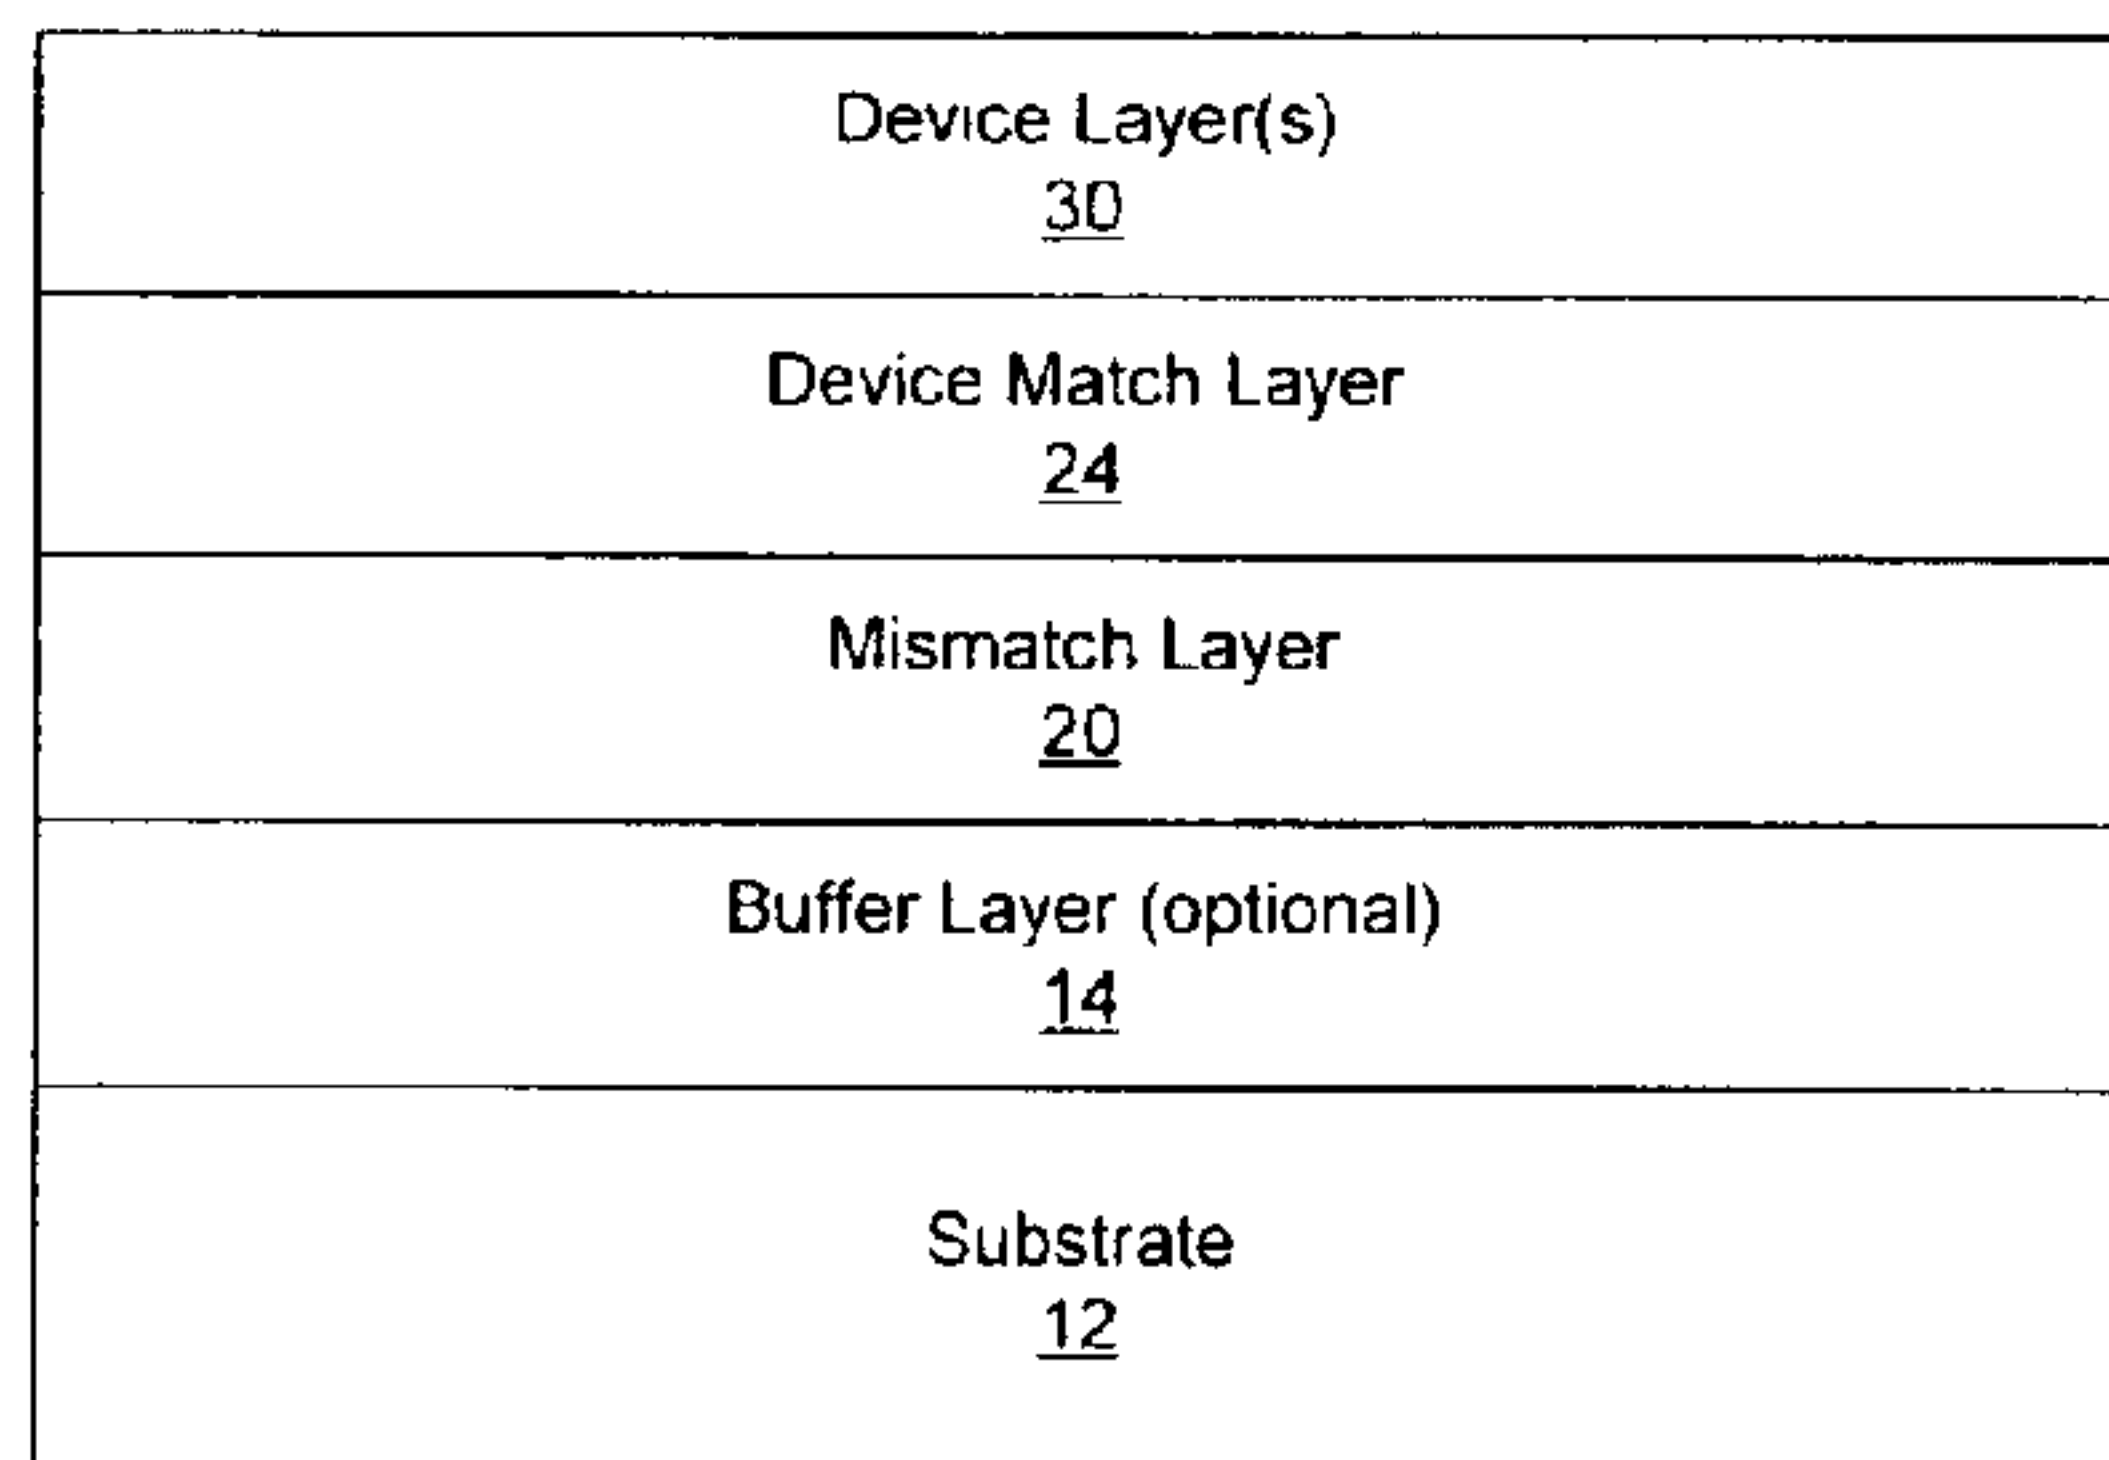 Device Layer(s)
30
Device Match Layer
24
Mismatch Layer
20
Buffer Layer (optional)
14
Substrate
12